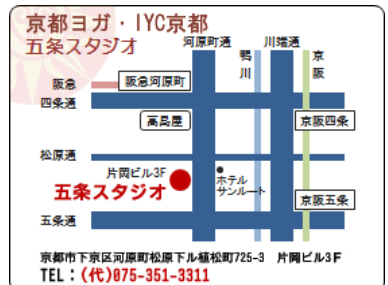 京都ヨガ・IYC京都
五条スタジオ
河原町通
川端通
鴨川
京阪
阪急
阪急河原町
四条通
高島屋
京阪四条
松原通
片岡ビル3F
五条スタジオ
ホテル
サンルート
京阪五条
五条通
京都市下京区河原町松原下ル植松町725-3 片岡ビル3F
TEL：(代)075-351-3311